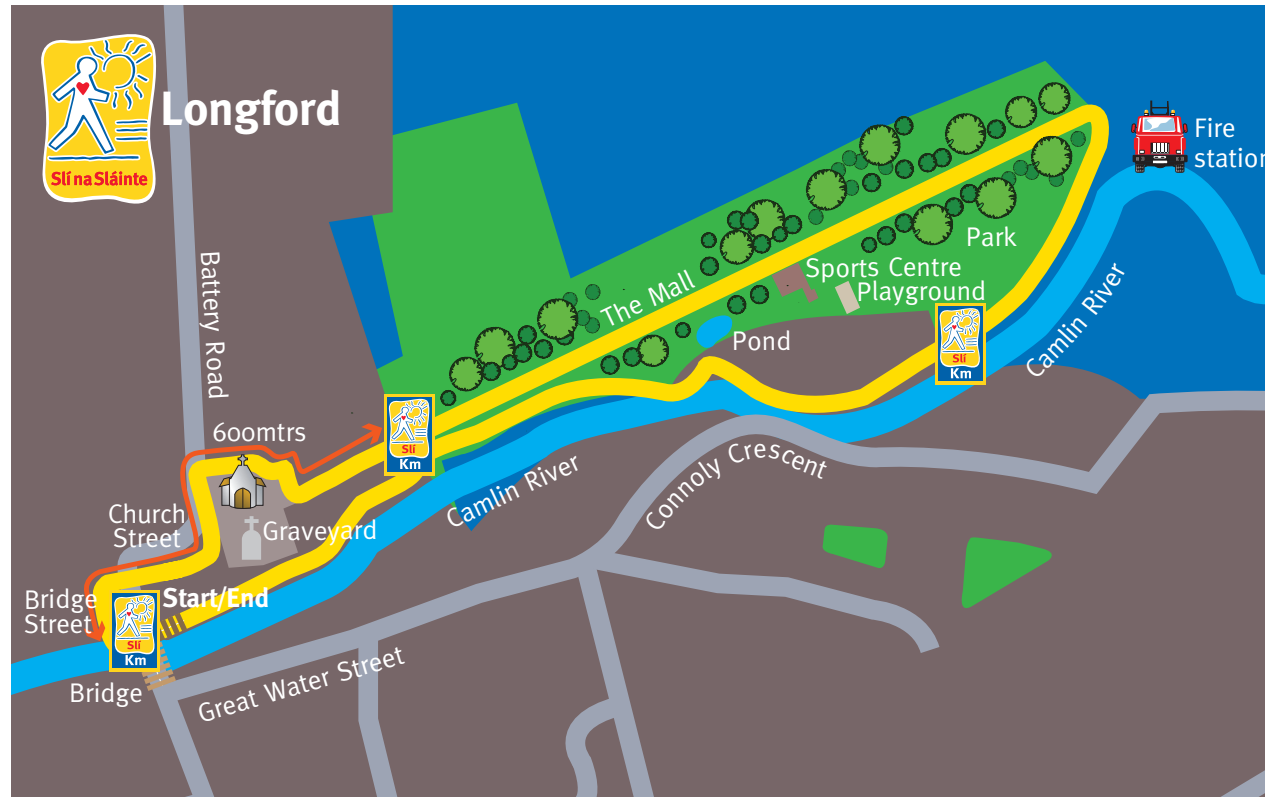 Longford
Slí na Sláinte
Fire
station
Battery Road
Park
Sports Centre
Playground
The Mall
Pond
Slí
Km
Camlin River
6oomtrs
Slí
Km
Camlin River
Connoly Crescent
Church
Street
Graveyard
Bridge
Street
Start/End
Slí
Km
Bridge
Great Water Street